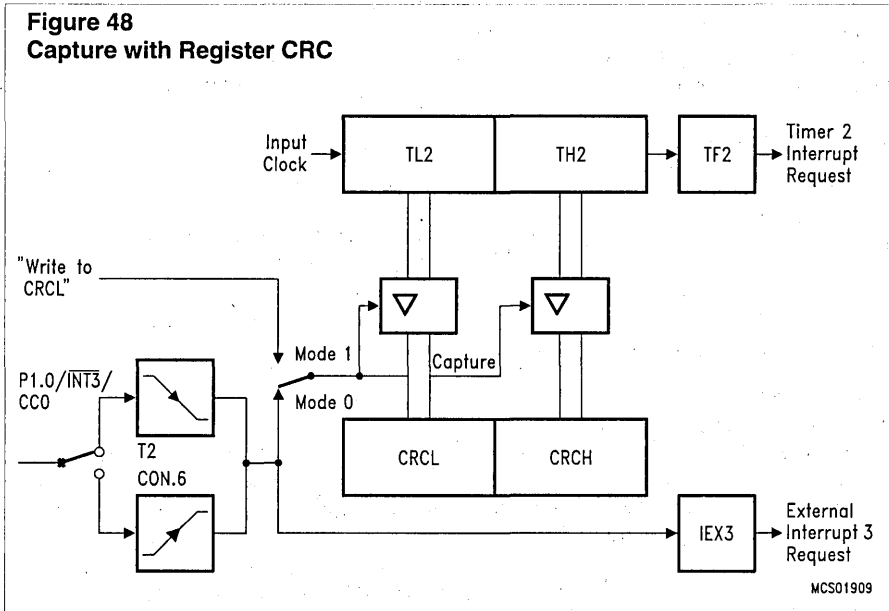 Figure 48
Capture with Register CRC
Input
Clock
TL2
TH2
TF2
Timer 2
Interrupt
Request
"Write to
CRCL"
Mode 1
Capture
Mode 0
P1.0/INT3/
CC0
T2
CON.6
CRCL
CRCH
IEX3
External
Interrupt 3
Request
MCS01909